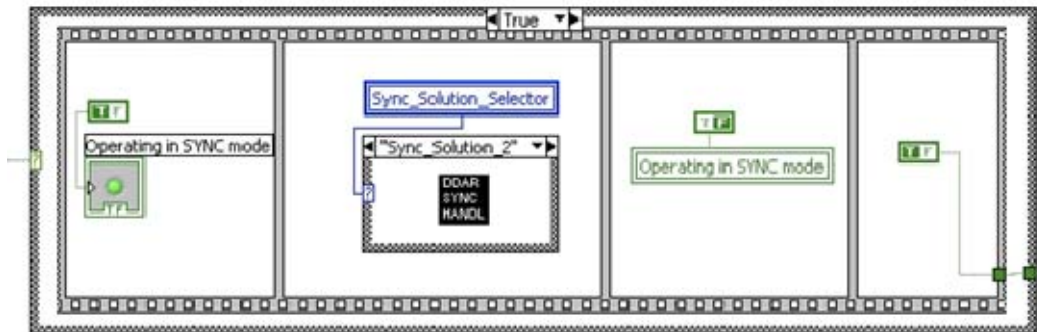 True
T F
Operating in SYNC mode
T F
Sync_Solution_Selector
"Sync_Solution_2"
?
DDAR
SYNC
HANDL
T F
Operating in SYNC mode
T F
?